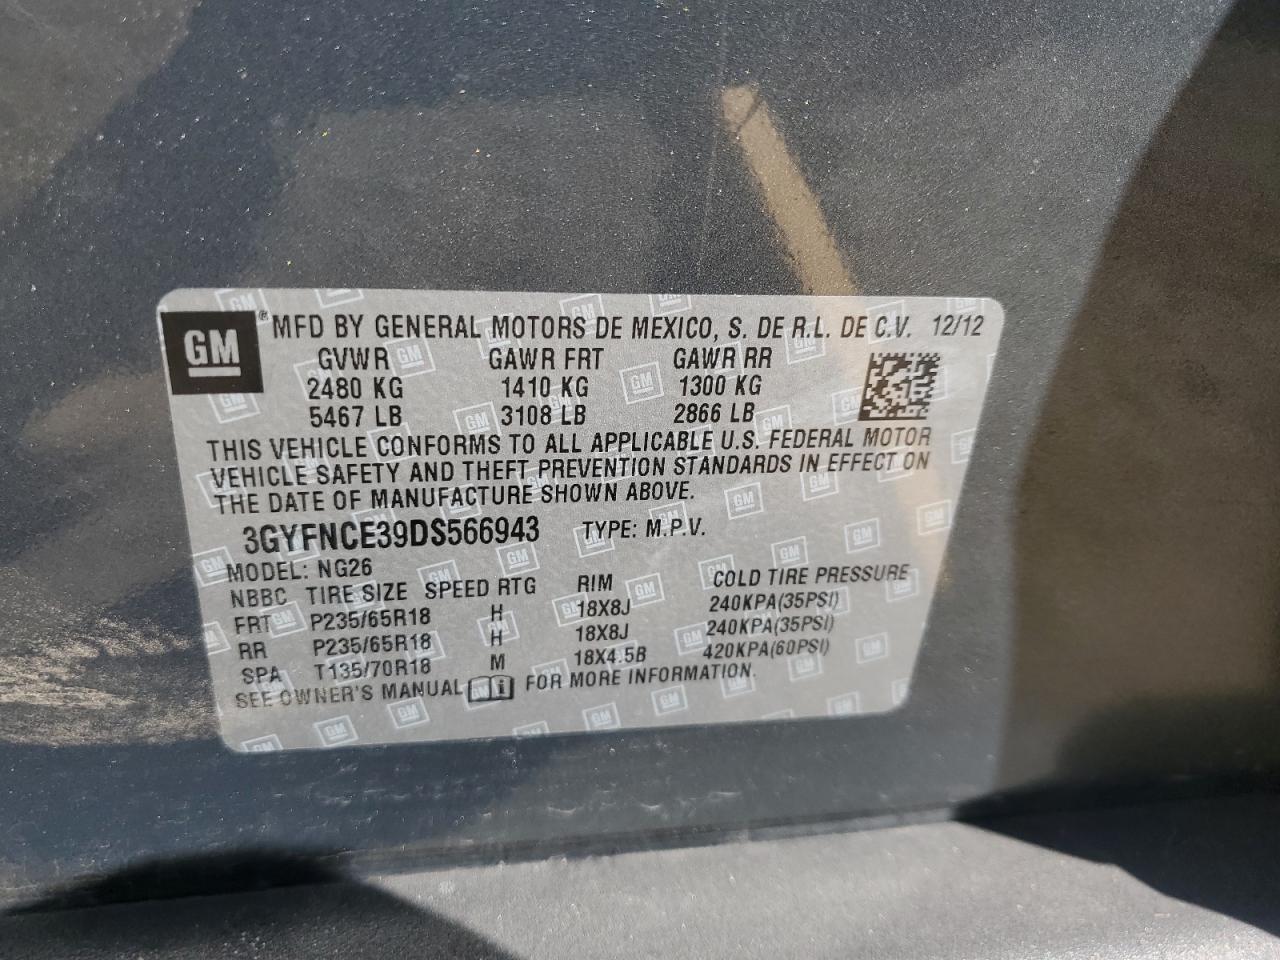 GM® MFD BY GENERAL MOTORS DE MEXICO, S. DE R.L. DE C.V. 12/12
GVWR GAWR FRT GAWR RR
2480 KG 1410 KG 1300 KG
5467 LB 3108 LB 2866 LB
THIS VEHICLE CONFORMS TO ALL APPLICABLE U.S. FEDERAL MOTOR
VEHICLE SAFETY AND THEFT PREVENTION STANDARDS IN EFFECT ON
THE DATE OF MANUFACTURE SHOWN ABOVE.
3GYFNCE39DS566943 TYPE: M.P.V.
MODEL: NG26
NBBC TIRE SIZE SPEED RTG RIM COLD TIRE PRESSURE
FRT P235/65R18 H 18X8J 240KPA(35PSI)
RR P235/65R18 H 18X8J 240KPA(35PSI)
SPA T135/70R18 M 18X4.5B 420KPA(60PSI)
SEE OWNER'S MANUAL i FOR MORE INFORMATION.